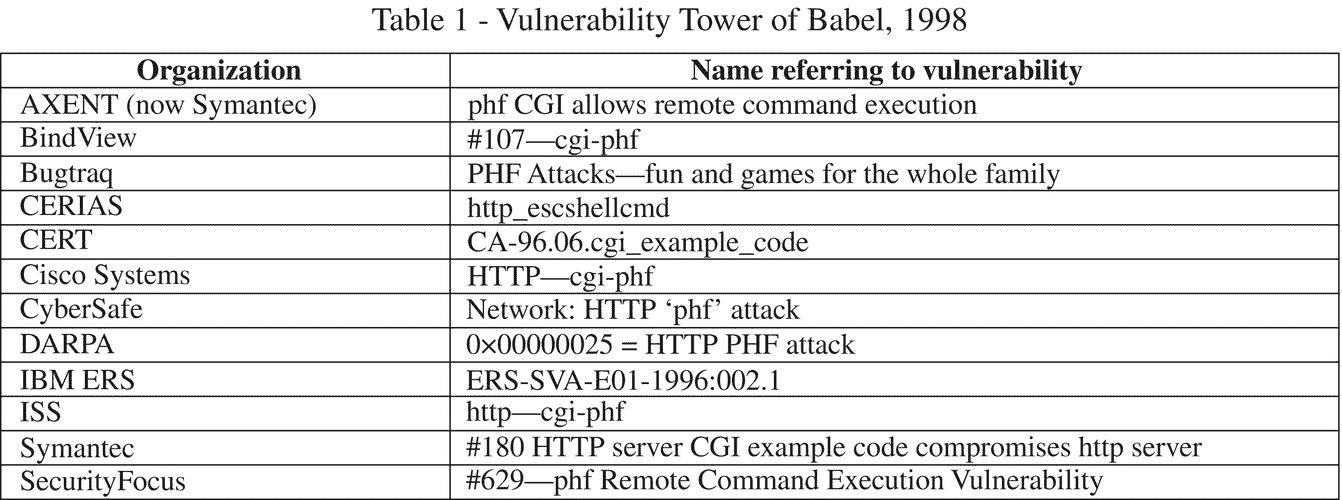 Table 1 - Vulnerability Tower of Babel, 1998
Organization Name referring to vulnerability
AXENT (now Symantec) phf CGI allows remote command execution
BindView #107—cgi-phf
Bugtraq PHF Attacks—fun and games for the whole family
CERIAS http_escshellcmd
CERT CA-96.06.cgi_example_code
Cisco Systems HTTP—cgi-phf
CyberSafe Network: HTTP ‘phf’ attack
DARPA 0×00000025 = HTTP PHF attack
IBM ERS ERS-SVA-E01-1996:002.1
ISS http—cgi-phf
Symantec #180 HTTP server CGI example code compromises http server
SecurityFocus #629—phf Remote Command Execution Vulnerability